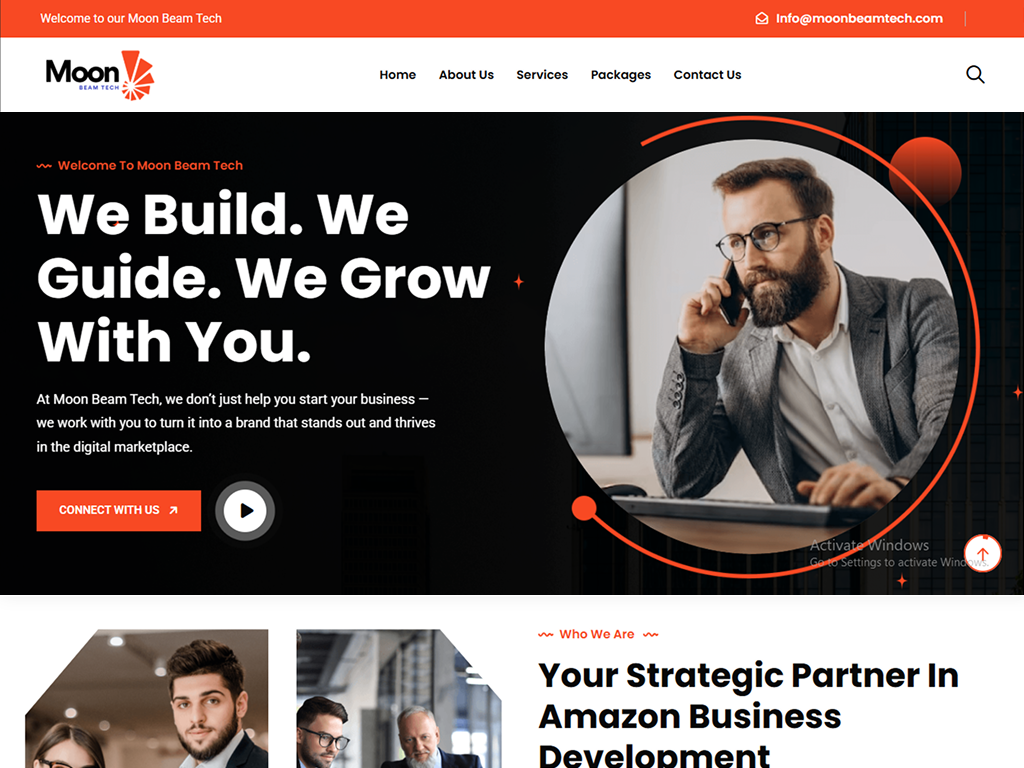 Welcome to our Moon Beam Tech
Info@moonbeamtech.com
Moon
BEAM TECH
Home
About Us
Services
Packages
Contact Us
Welcome To Moon Beam Tech
We Build. We
Guide. We Grow
With You.
At Moon Beam Tech, we don’t just help you start your business —
we work with you to turn it into a brand that stands out and thrives
in the digital marketplace.
CONNECT WITH US
Activate Windows
Go to Settings to activate Windows.
Who We Are
Your Strategic Partner In
Amazon Business
Development